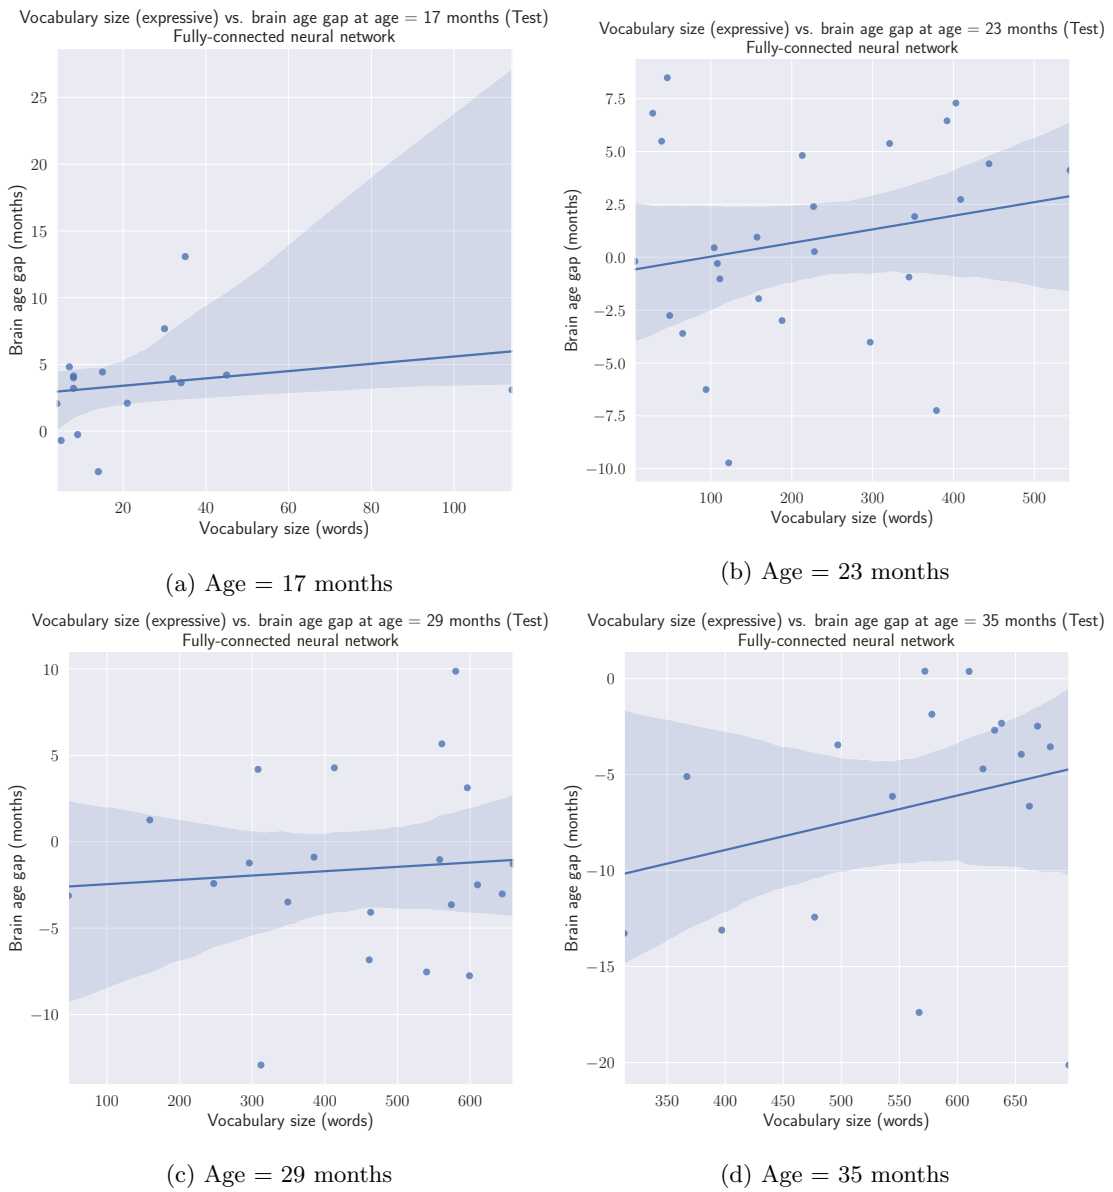 Vocabulary size (expressive) vs. brain age gap at age = 17 months (Test)
Fully-connected neural network
25
20
15
10
5
0
Brain age gap (months)
20 40 60 80 100
Vocabulary size (words)
(a) Age = 17 months
Vocabulary size (expressive) vs. brain age gap at age = 23 months (Test)
Fully-connected neural network
7.5
5.0
2.5
0.0
−2.5
−5.0
−7.5
−10.0
Brain age gap (months)
100 200 300 400 500
Vocabulary size (words)
(b) Age = 23 months
Vocabulary size (expressive) vs. brain age gap at age = 29 months (Test)
Fully-connected neural network
10
5
0
−5
−10
Brain age gap (months)
100 200 300 400 500 600
Vocabulary size (words)
(c) Age = 29 months
Vocabulary size (expressive) vs. brain age gap at age = 35 months (Test)
Fully-connected neural network
0
−5
−10
−15
−20
Brain age gap (months)
350 400 450 500 550 600 650
Vocabulary size (words)
(d) Age = 35 months